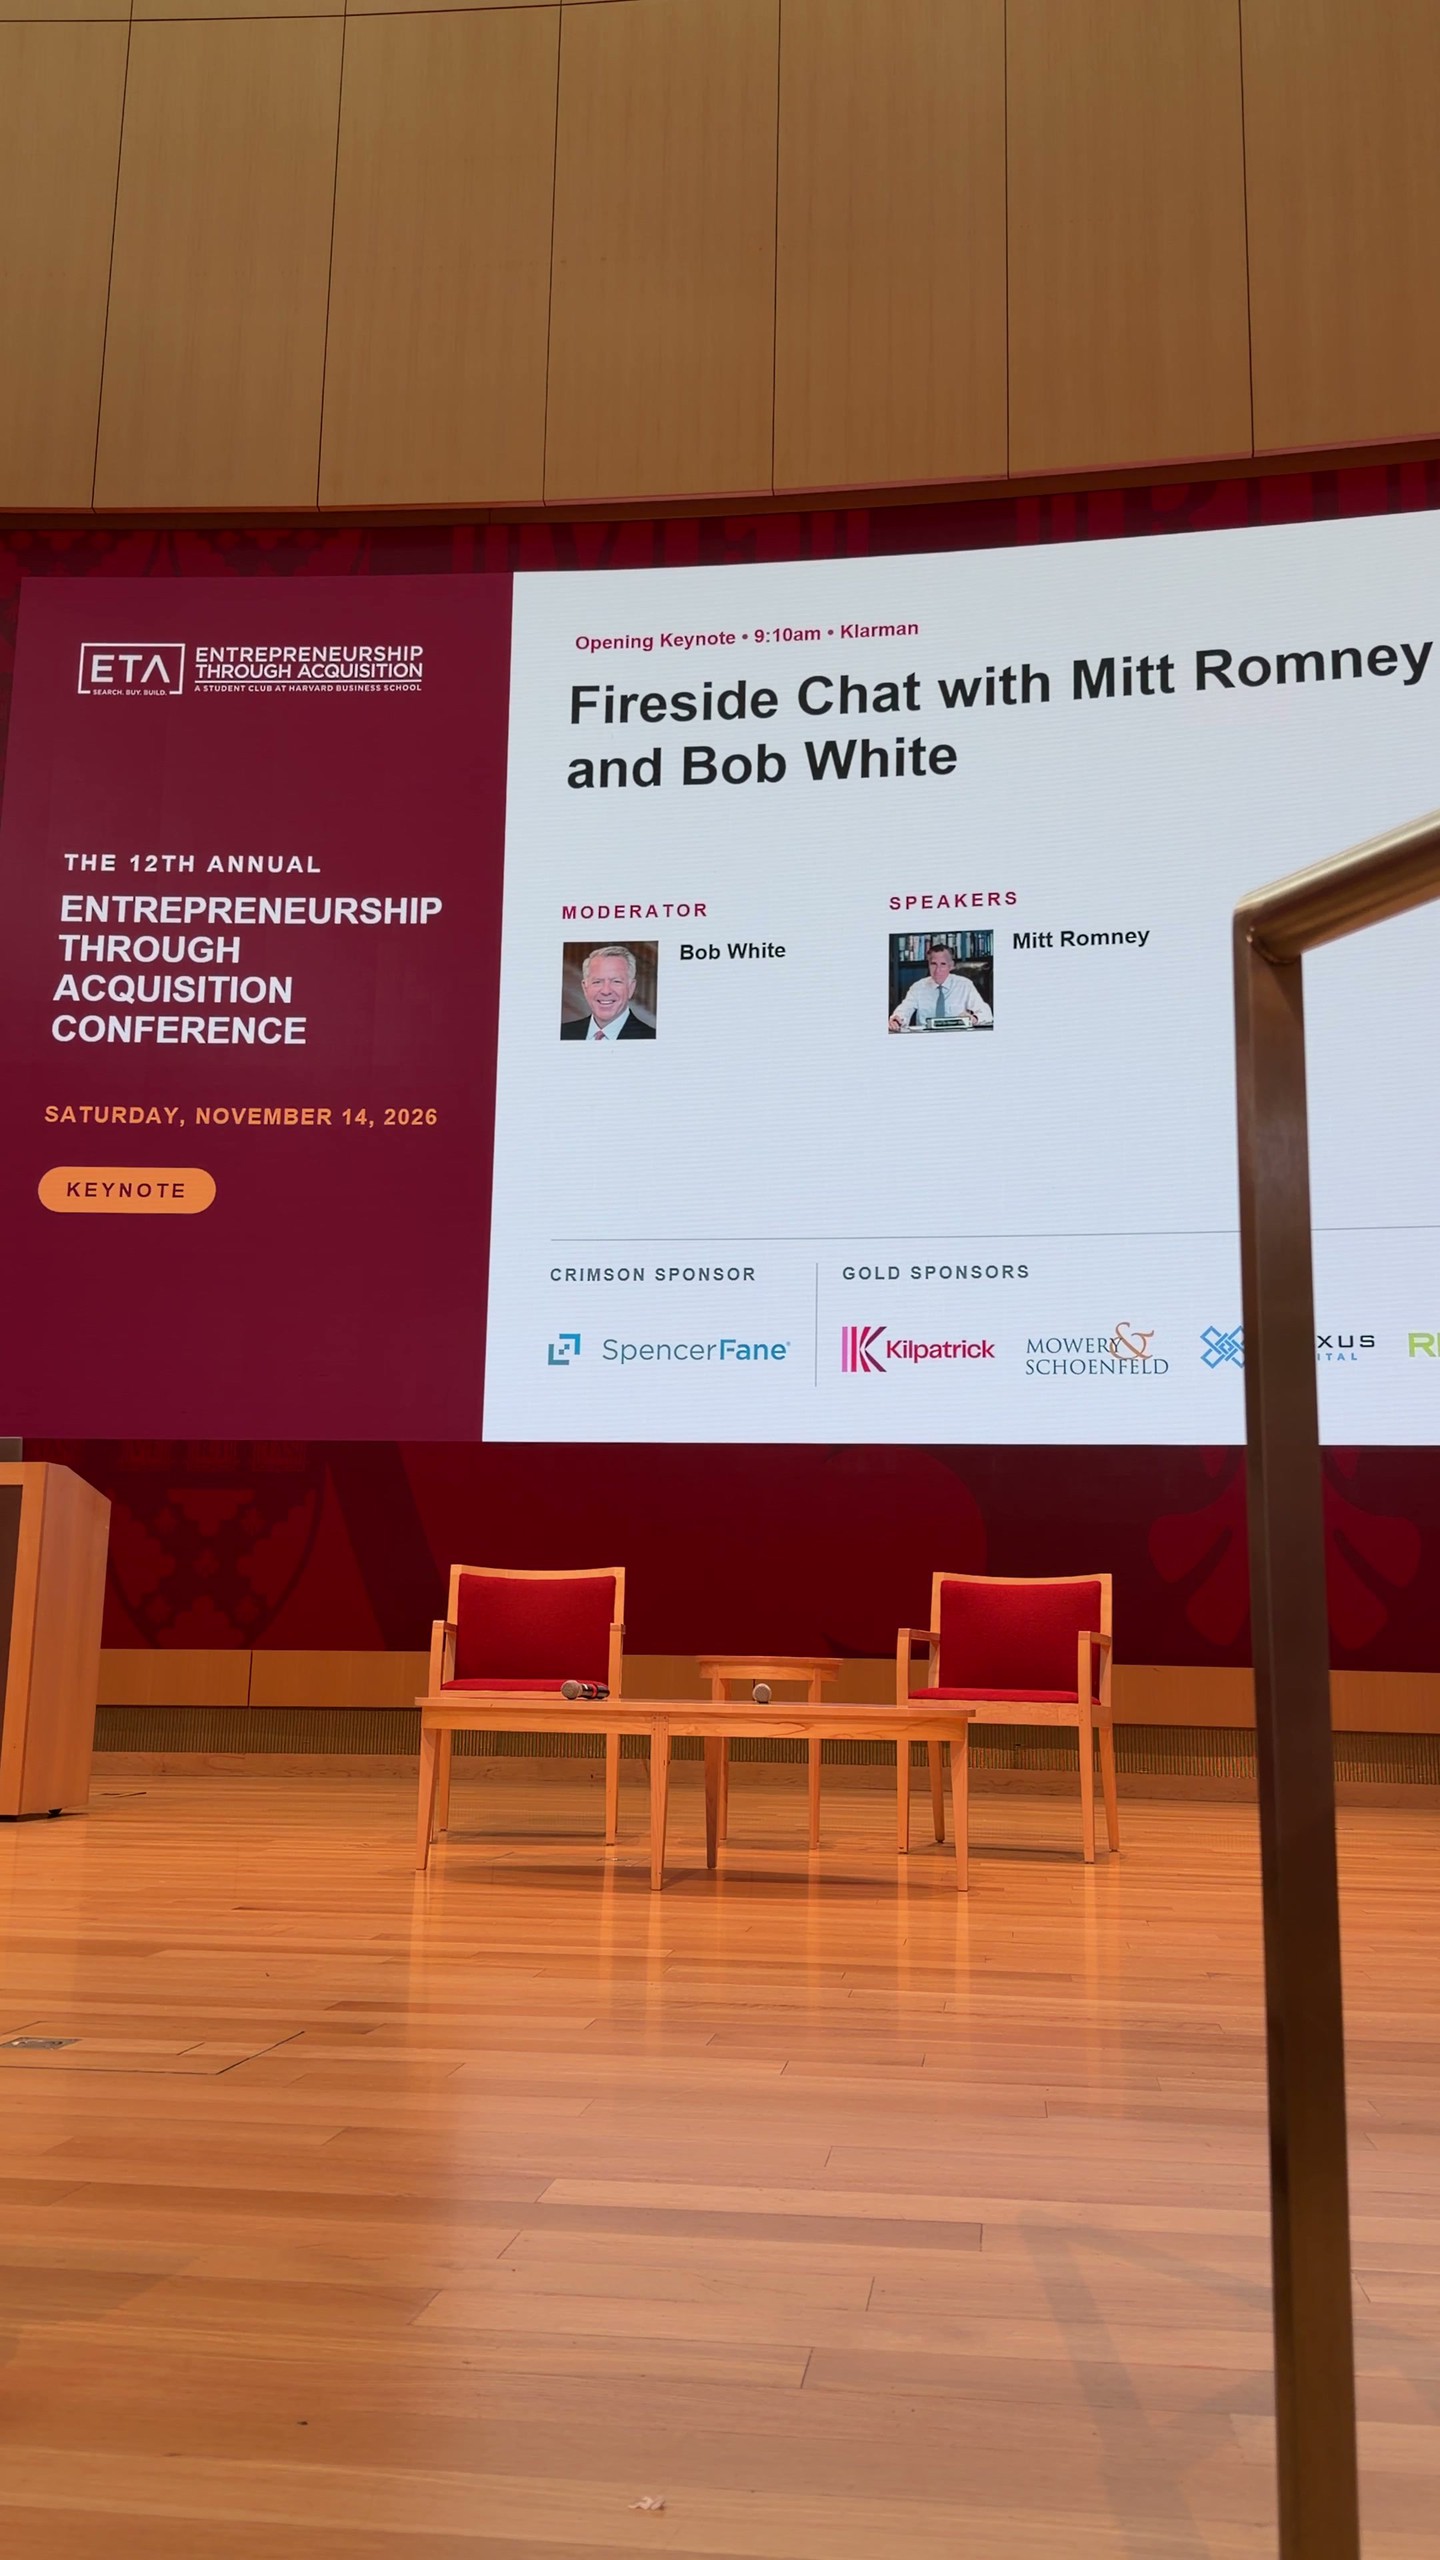 ETA
SEARCH. BUY. BUILD.
ENTREPRENEURSHIP
THROUGH ACQUISITION
A STUDENT CLUB AT HARVARD BUSINESS SCHOOL
THE 12TH ANNUAL
ENTREPRENEURSHIP
THROUGH
ACQUISITION
CONFERENCE
SATURDAY, NOVEMBER 14, 2026
KEYNOTE
Opening Keynote • 9:10am • Klarman
Fireside Chat with Mitt Romney
and Bob White
MODERATOR
Bob White
SPEAKERS
Mitt Romney
CRIMSON SPONSOR
SpencerFane
GOLD SPONSORS
Kilpatrick
MOWERY &
SCHOENFELD